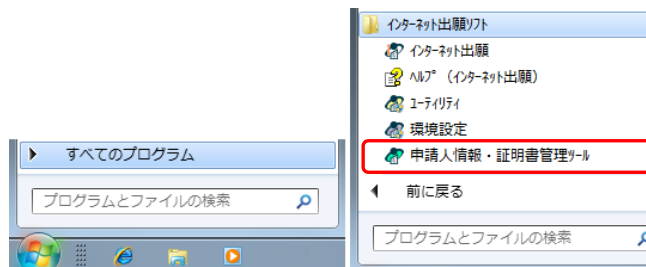 すべてのプログラム
プログラムとファイルの検索
インターネット出願ソフト
インターネット出願
ヘルプ (インターネット出願)
ユーティリティ
環境設定
申請人情報・証明書管理ツール
前に戻る
プログラムとファイルの検索